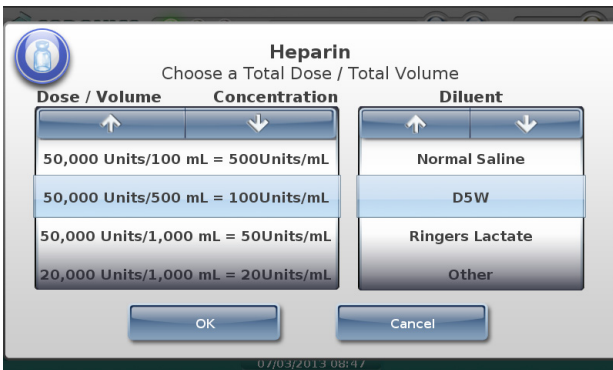 Heparin
Choose a Total Dose / Total Volume
Dose / Volume Concentration Diluent
50,000 Units/100 mL = 500Units/mL Normal Saline
50,000 Units/500 mL = 100Units/mL D5W
50,000 Units/1,000 mL = 50Units/mL Ringers Lactate
20,000 Units/1,000 mL = 20Units/mL Other
OK Cancel
07/03/2013 08:47